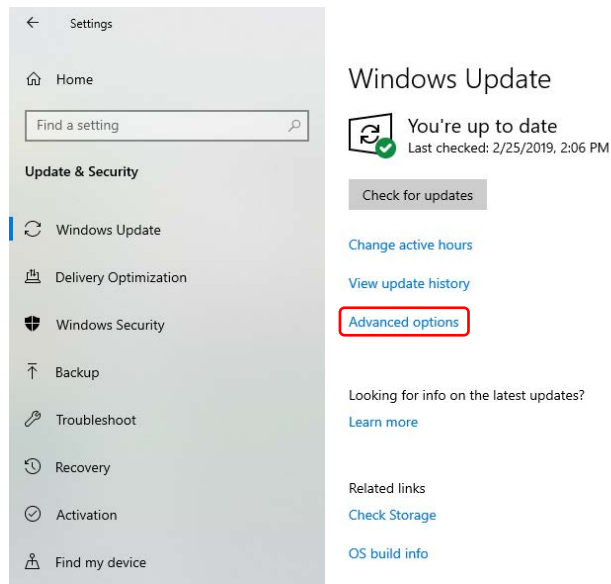 Settings
Home
Find a setting
Update & Security
Windows Update
Delivery Optimization
Windows Security
Backup
Troubleshoot
Recovery
Activation
Find my device
Windows Update
You're up to date
Last checked: 2/25/2019, 2:06 PM
Check for updates
Change active hours
View update history
Advanced options
Looking for info on the latest updates?
Learn more
Related links
Check Storage
OS build info